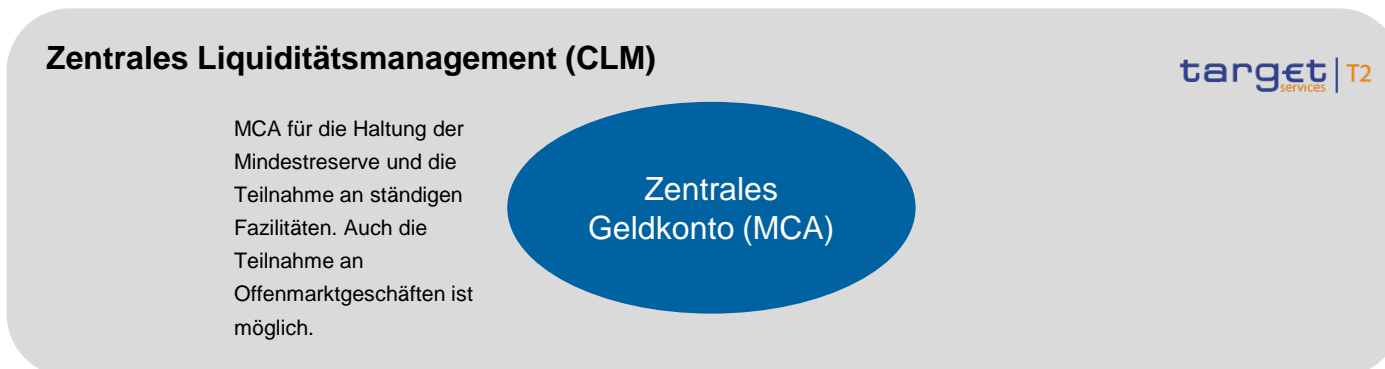 Zentrales Liquiditätsmanagement (CLM)
target | T2
services
MCA für die Haltung der
Mindestreserve und die
Teilnahme an ständigen
Fazilitäten. Auch die
Teilnahme an
Offenmarktgeschäften ist
möglich.
Zentrales
Geldkonto (MCA)